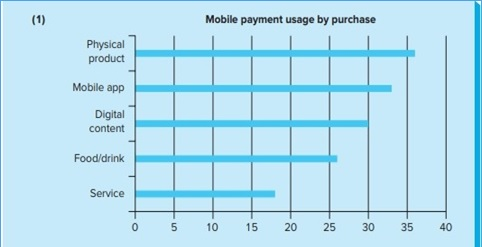 (1)
Mobile payment usage by purchase
Physical
product
Mobile app
Digital
content
Food/drink
Service
0 5 10 15 20 25 30 35 40